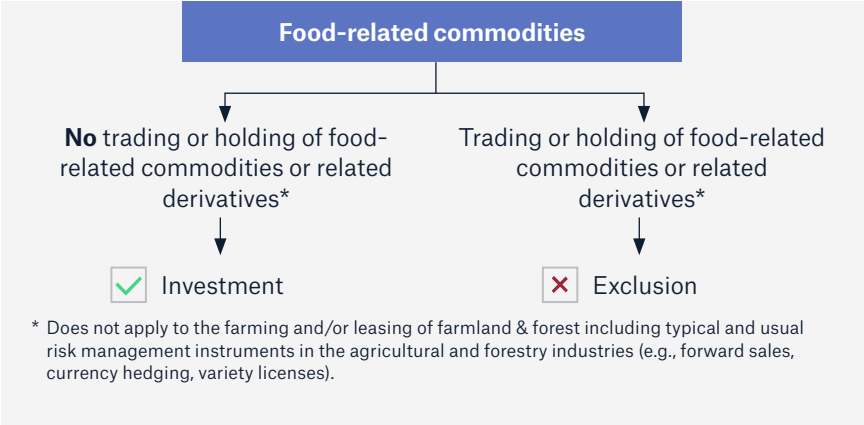 Food-related commodities
No trading or holding of food-
related commodities or related
derivatives*
Trading or holding of food-related
commodities or related
derivatives*
Investment
Exclusion
* Does not apply to the farming and/or leasing of farmland & forest including typical and usual
risk management instruments in the agricultural and forestry industries (e.g., forward sales,
currency hedging, variety licenses).